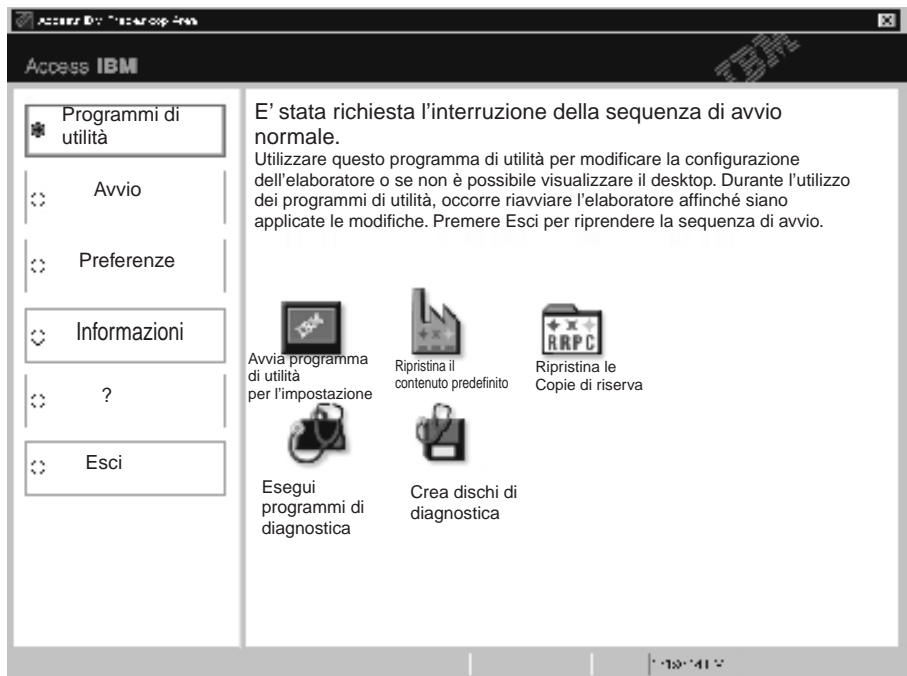 Access IBM
IBM
Programmi di
utilità
Avvio
Preferenze
Informazioni
?
Esci
E' stata richiesta l'interruzione della sequenza di avvio
normale.
Utilizzare questo programma di utilità per modificare la configurazione
dell'elaboratore o se non è possibile visualizzare il desktop. Durante l'utilizzo
dei programmi di utilità, occorre riavviare l'elaboratore affinché siano
applicate le modifiche. Premere Esci per riprendere la sequenza di avvio.
IBM
Avvia programma
di utilità
per l'impostazione
Ripristina il
contenuto predefinito
RRPC
Ripristina le
Copie di riserva
Esegui
programmi di
diagnostica
Crea dischi di
diagnostica